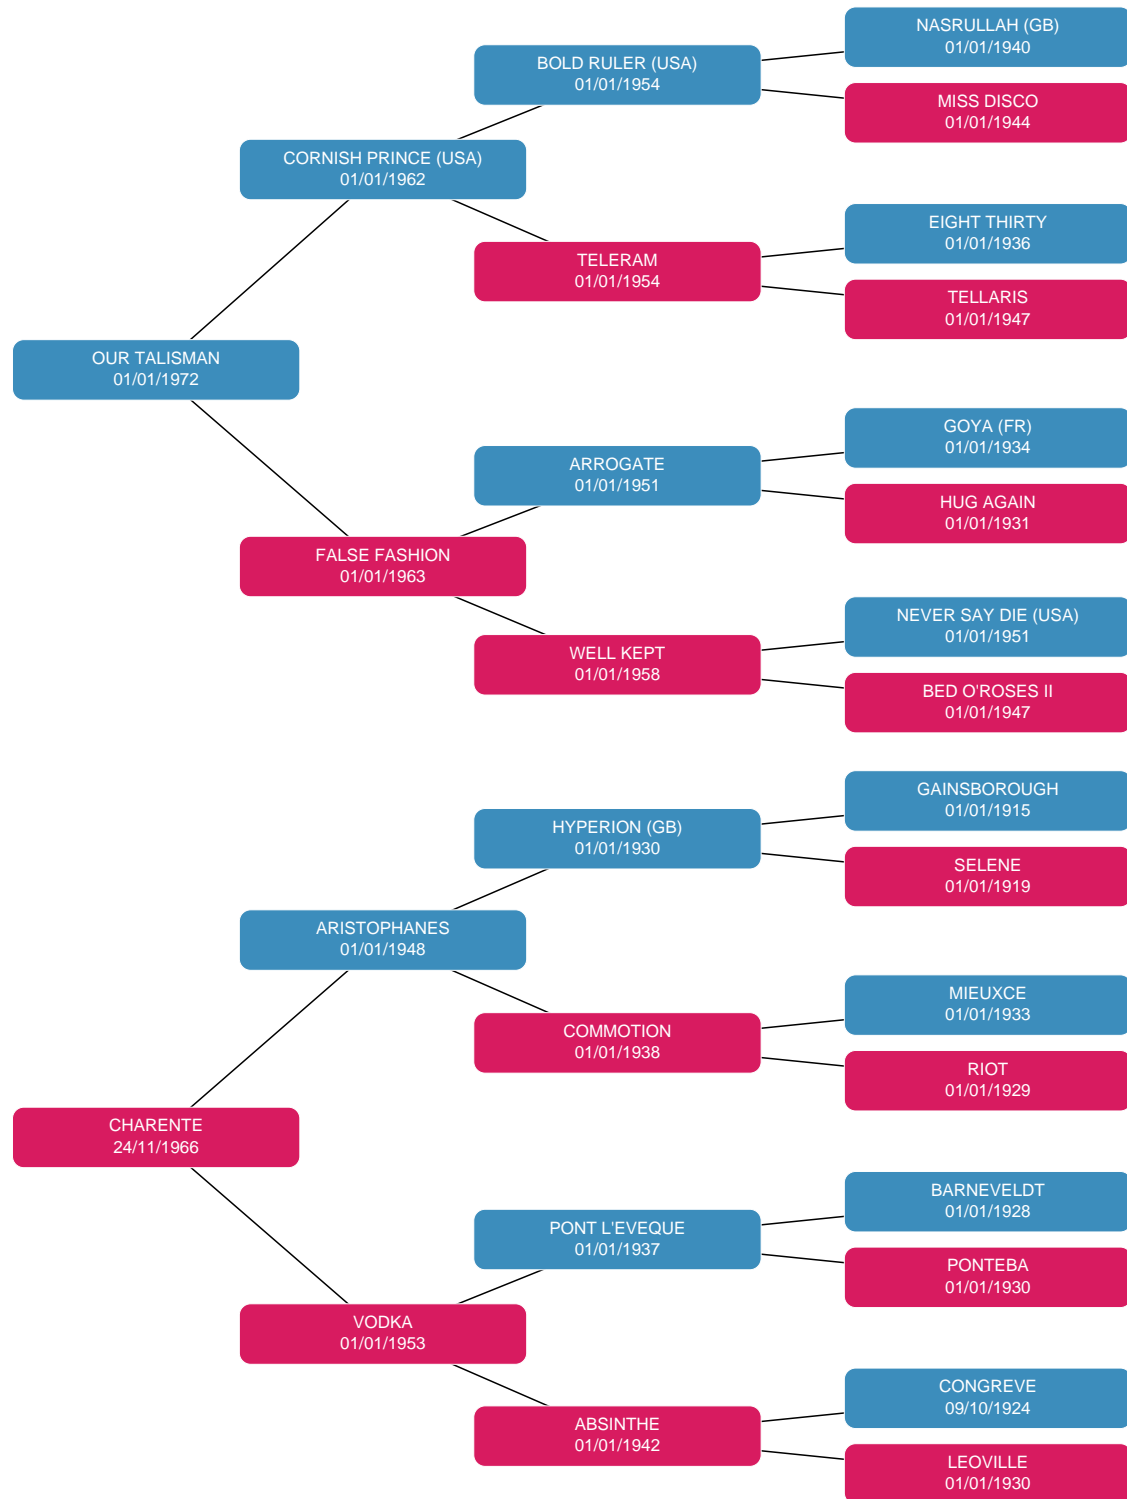 NASRULLAH (GB)
01/01/1940
BOLD RULER (USA)
01/01/1954
MISS DISCO
01/01/1944
CORNISH PRINCE (USA)
01/01/1962
EIGHT THIRTY
01/01/1936
TELERAM
01/01/1954
TELLARIS
01/01/1947
OUR TALISMAN
01/01/1972
GOYA (FR)
01/01/1934
ARROGATE
01/01/1951
HUG AGAIN
01/01/1931
FALSE FASHION
01/01/1963
NEVER SAY DIE (USA)
01/01/1951
WELL KEPT
01/01/1958
BED O'ROSES II
01/01/1947
GAINSBOROUGH
01/01/1915
HYPERION (GB)
01/01/1930
SELENE
01/01/1919
ARISTOPHANES
01/01/1948
MIEUXCE
01/01/1933
COMMOTION
01/01/1938
RIOT
01/01/1929
CHARENTE
24/11/1966
BARNEVELDT
01/01/1928
PONT L'EVEQUE
01/01/1937
PONTEBA
01/01/1930
VODKA
01/01/1953
CONGREVE
09/10/1924
ABSINTHE
01/01/1942
LEOVILLE
01/01/1930